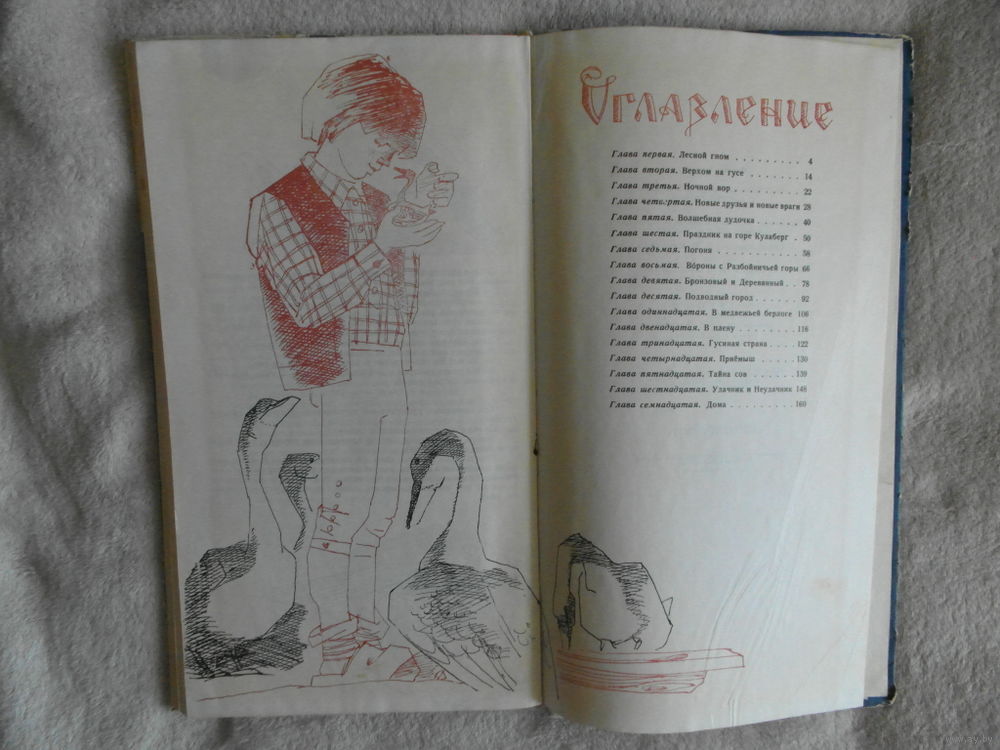 Оглавление
Глава первая. Лесной гном . . . . . . . . . 4
Глава вторая. Верхом на гусе . . . . . . . 14
Глава третья. Ночной вор . . . . . . . . . 22
Глава четвертая. Новые друзья и новые враги 28
Глава пятая. Волшебная дудочка . . . . . . 40
Глава шестая. Праздник на горе Кулаберг . 50
Глава седьмая. Погоня . . . . . . . . . . 58
Глава восьмая. Вороны с Разбойничьей горы 66
Глава девятая. Бронзовый и Деревянный . . 78
Глава десятая. Подводный город . . . . . . 92
Глава одиннадцатая. В медвежьей берлоге 106
Глава двенадцатая. В плену . . . . . . . . 116
Глава тринадцатая. Гусиная страна . . . . 122
Глава четырнадцатая. Приёмыш . . . . . 130
Глава пятнадцатая. Тайна сов . . . . . . 139
Глава шестнадцатая. Удачник и Неудачник 148
Глава семнадцатая. Дома . . . . . . . . . 160
www.ay.by